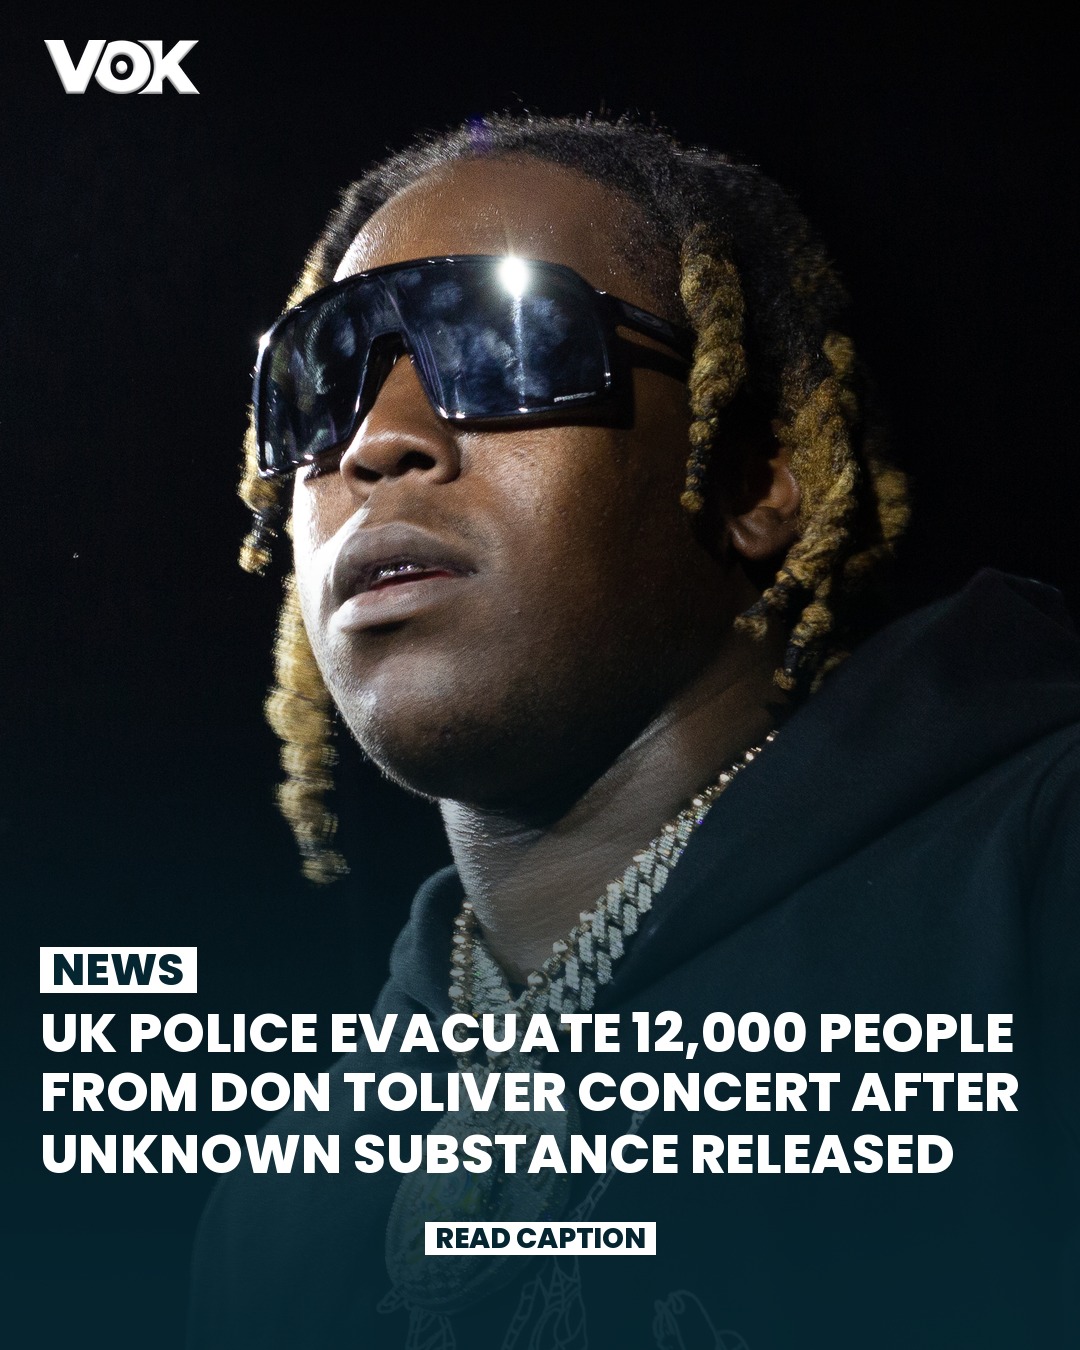 VOK
NEWS
UK POLICE EVACUATE 12,000 PEOPLE
FROM DON TOLIVER CONCERT AFTER
UNKNOWN SUBSTANCE RELEASED
READ CAPTION